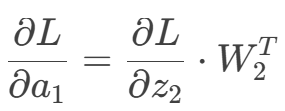 ∂L/∂a₁ = ∂L/∂z₂ · W₂ᵀ